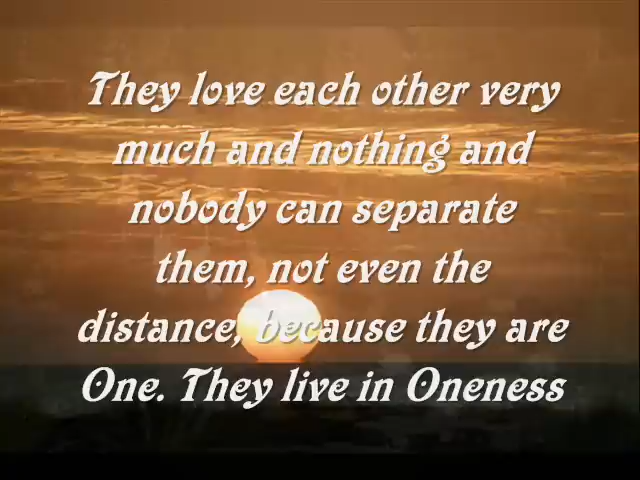 They love each other very
much and nothing and
nobody can separate
them, not even the
distance, because they are
One. They live in Oneness